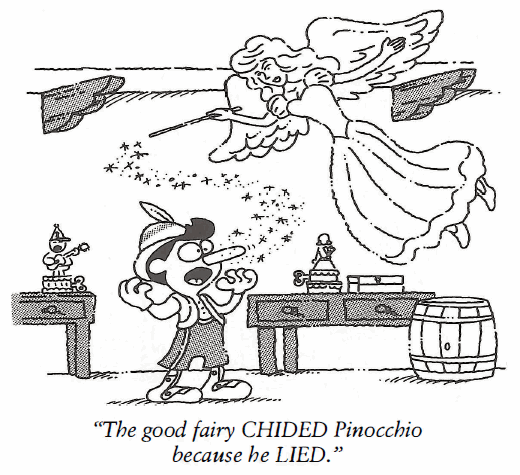 “The good fairy CHIDED Pinocchio
because he LIED.”